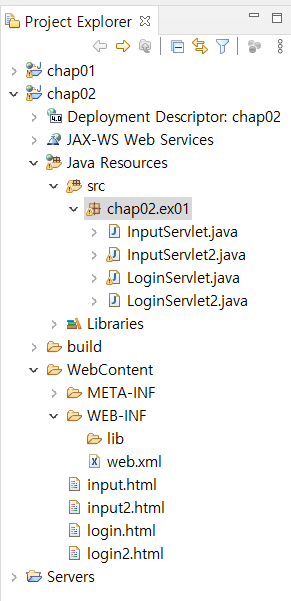 Project Explorer
chap01
chap02
Deployment Descriptor: chap02
JAX-WS Web Services
Java Resources
src
chap02.ex01
InputServlet.java
InputServlet2.java
LoginServlet.java
LoginServlet2.java
Libraries
build
WebContent
META-INF
WEB-INF
lib
web.xml
input.html
input2.html
login.html
login2.html
Servers